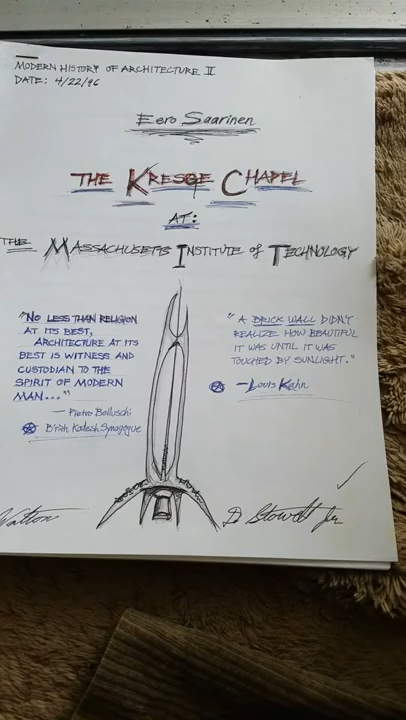 MODERN HISTORY OF ARCHITECTURE II
DATE: 4/22/96
Eero Saarinen
THE KRESGE CHAPEL
AT:
THE MASSACHUSETTS INSTITUTE of TECHNOLOGY
"NO LESS THAN RELIGION
AT ITS BEST,
ARCHITECTURE AT ITS
BEST IS WITNESS AND
CUSTODIAN TO THE
SPIRIT OF MODERN
MAN..."
— Pietro Belluschi
B'rith Kodesh Synagogue
"A BRICK WALL DIDN'T
REALIZE HOW BEAUTIFUL
IT WAS UNTIL IT WAS
TOUCHED BY SUNLIGHT."
— Louis Kahn
D Stowell Jr.